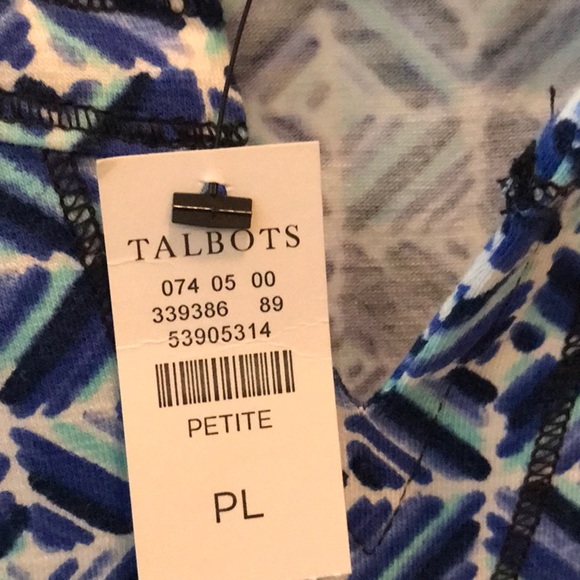 TALBOTS
074 05 00
339386 89
53905314
PETITE
PL